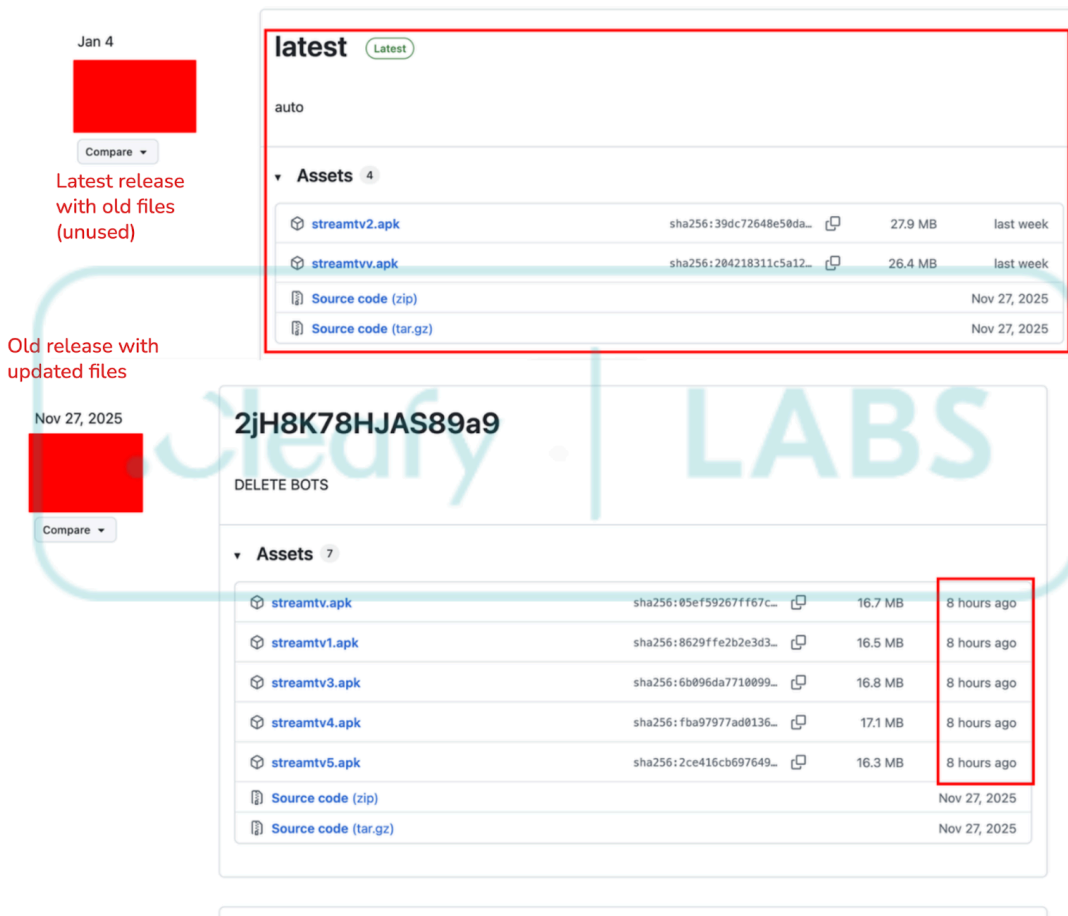 Jan 4
Compare
Latest release
with old files
(unused)
latest Latest
auto
Assets 4
streamtv2.apk sha256:39dc72648e50da… 27.9 MB last week
streamtvv.apk sha256:204218311c5a12… 26.4 MB last week
Source code (zip) Nov 27, 2025
Source code (tar.gz) Nov 27, 2025
Old release with
updated files
Nov 27, 2025
Compare
2jH8K78HJAS89a9
DELETE BOTS
Assets 7
streamtv.apk sha256:05ef59267ff67c… 16.7 MB 8 hours ago
streamtv1.apk sha256:8629ffe2b2e3d3… 16.5 MB 8 hours ago
streamtv3.apk sha256:6b096da7710099… 16.8 MB 8 hours ago
streamtv4.apk sha256:fba97977ad0136… 17.1 MB 8 hours ago
streamtv5.apk sha256:2ce416cb697649… 16.3 MB 8 hours ago
Source code (zip) Nov 27, 2025
Source code (tar.gz) Nov 27, 2025
Cleafy | LABS